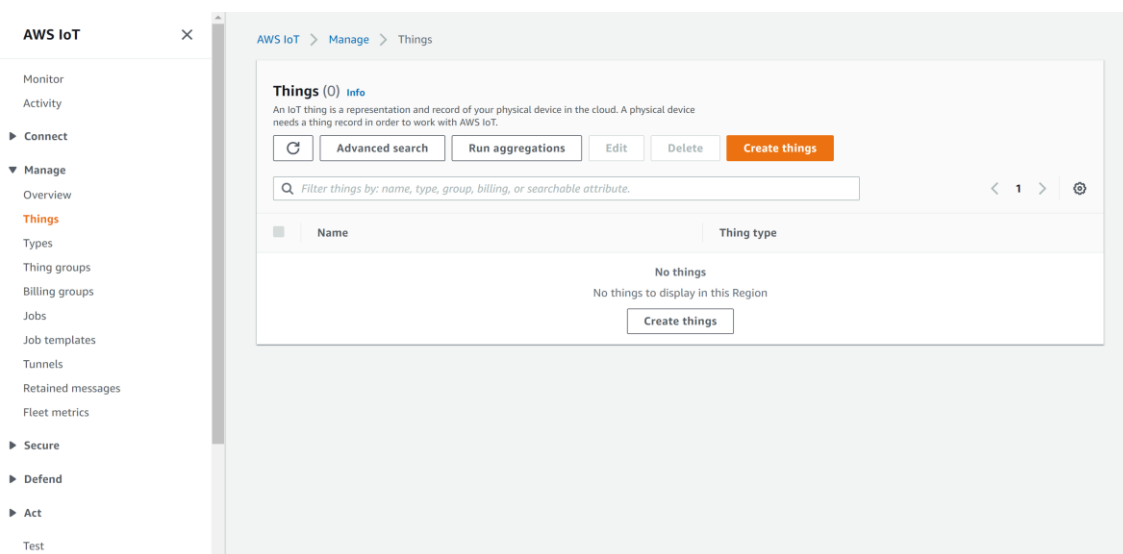 AWS IoT
Monitor
Activity
Connect
Manage
Overview
Things
Types
Thing groups
Billing groups
Jobs
Job templates
Tunnels
Retained messages
Fleet metrics
Secure
Defend
Act
Test
AWS IoT > Manage > Things
Things (0) Info
An IoT thing is a representation and record of your physical device in the cloud. A physical device
needs a thing record in order to work with AWS IoT.
Advanced search Run aggregations Edit Delete Create things
Filter things by: name, type, group, billing, or searchable attribute.
< 1 >
Name Thing type
No things
No things to display in this Region
Create things